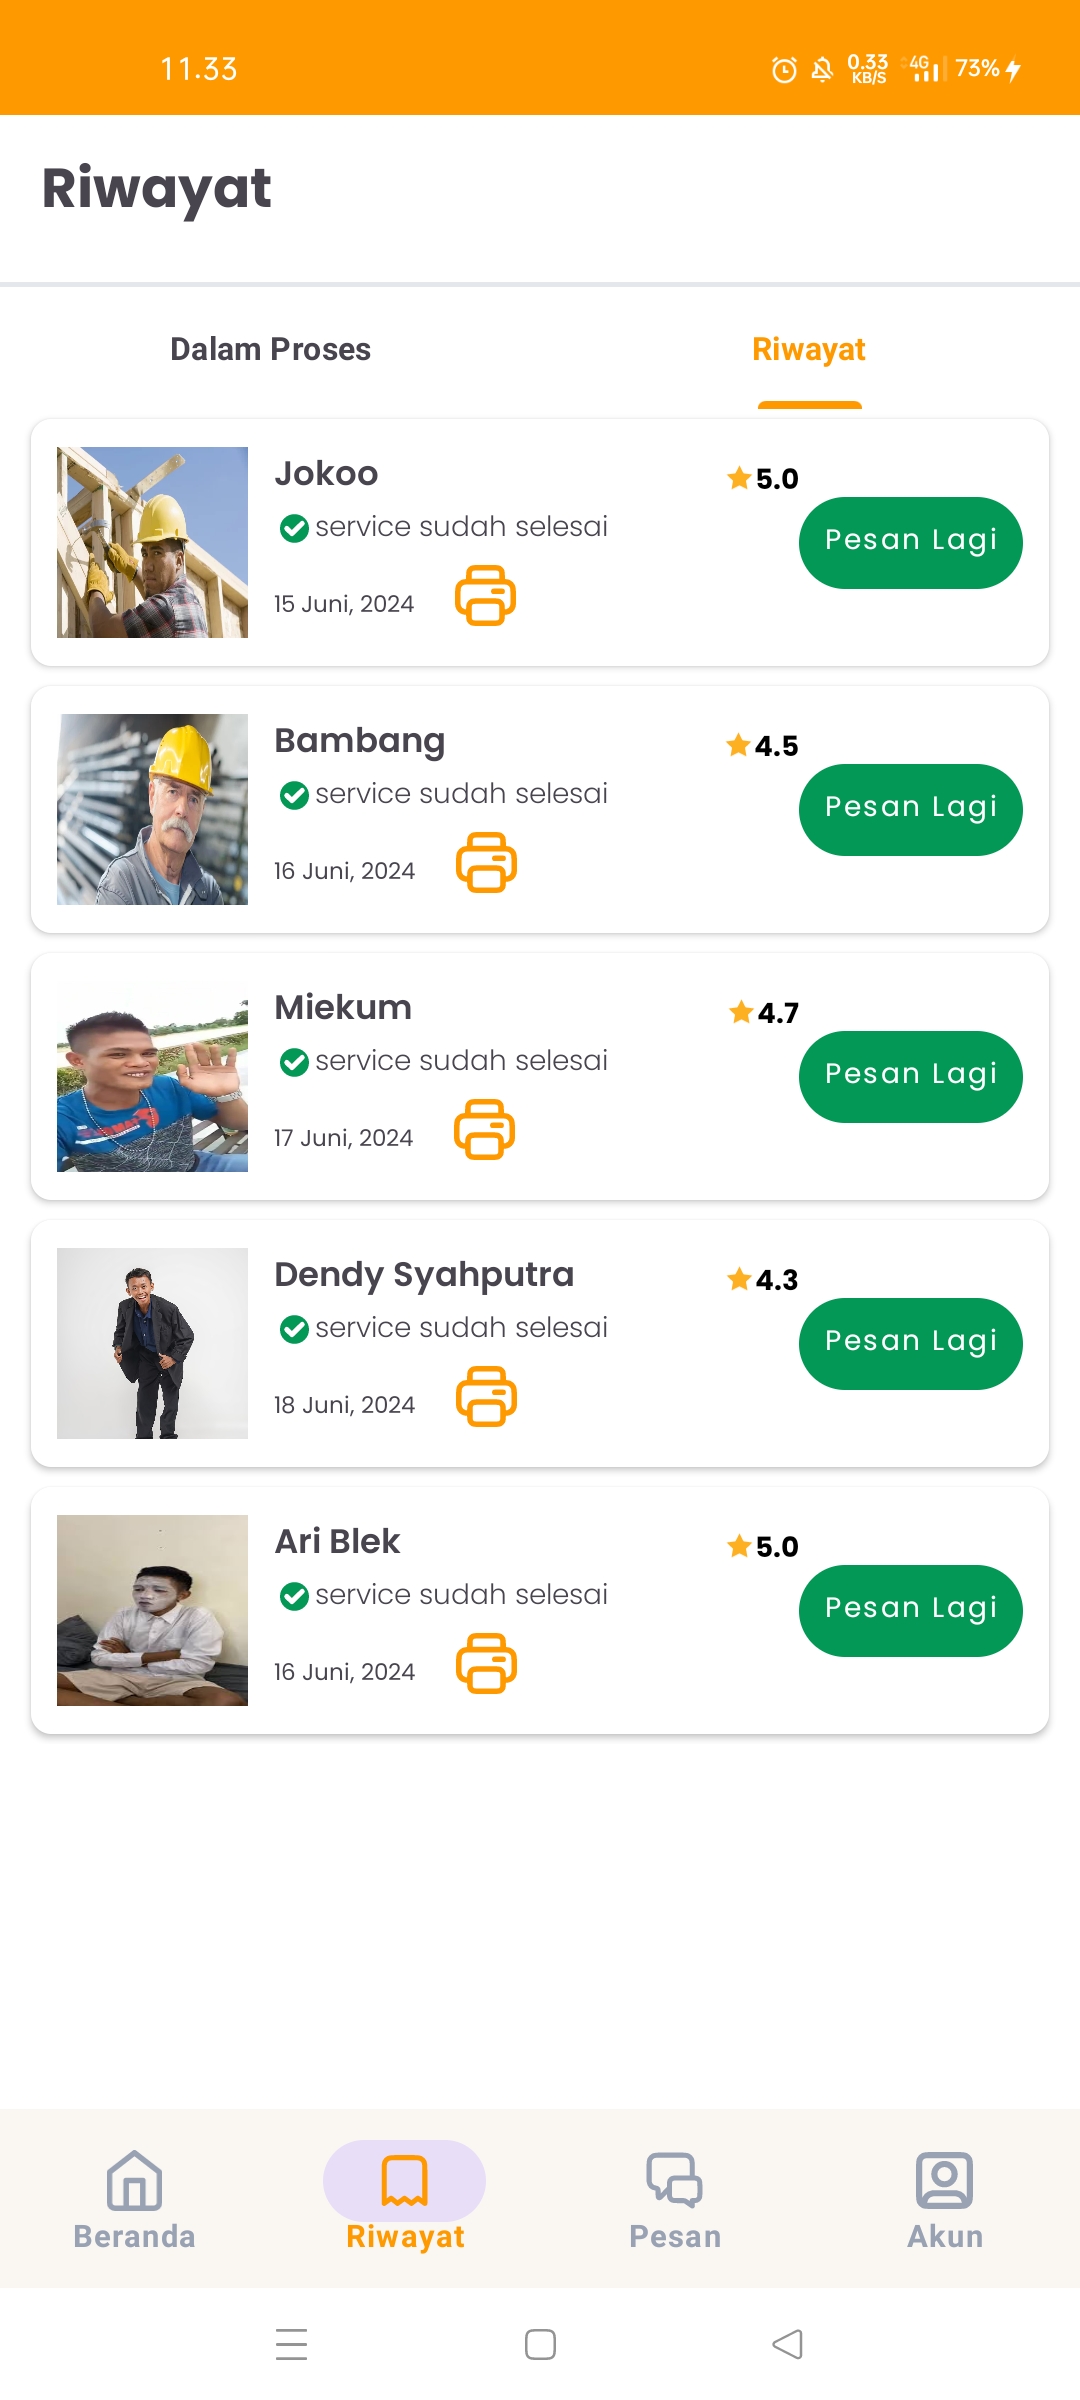 11.33
0.33 KB/S 4G 73%
Riwayat
Dalam Proses
Riwayat
Jokoo
5.0
service sudah selesai
Pesan Lagi
15 Juni, 2024
Bambang
4.5
service sudah selesai
Pesan Lagi
16 Juni, 2024
Miekum
4.7
service sudah selesai
Pesan Lagi
17 Juni, 2024
Dendy Syahputra
4.3
service sudah selesai
Pesan Lagi
18 Juni, 2024
Ari Blek
5.0
service sudah selesai
Pesan Lagi
16 Juni, 2024
Beranda
Riwayat
Pesan
Akun